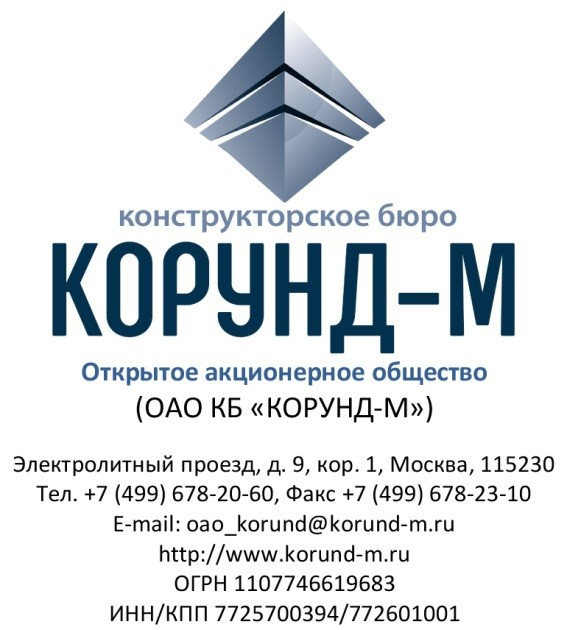 конструкторское бюро
КОРУНД-М
Открытое акционерное общество
(ОАО КБ «КОРУНД-М»)
Электролитный проезд, д. 9, кор. 1, Москва, 115230
Тел. +7 (499) 678-20-60, Факс +7 (499) 678-23-10
E-mail: oao_korund@korund-m.ru
http://www.korund-m.ru
ОГРН 1107746619683
ИНН/КПП 7725700394/772601001